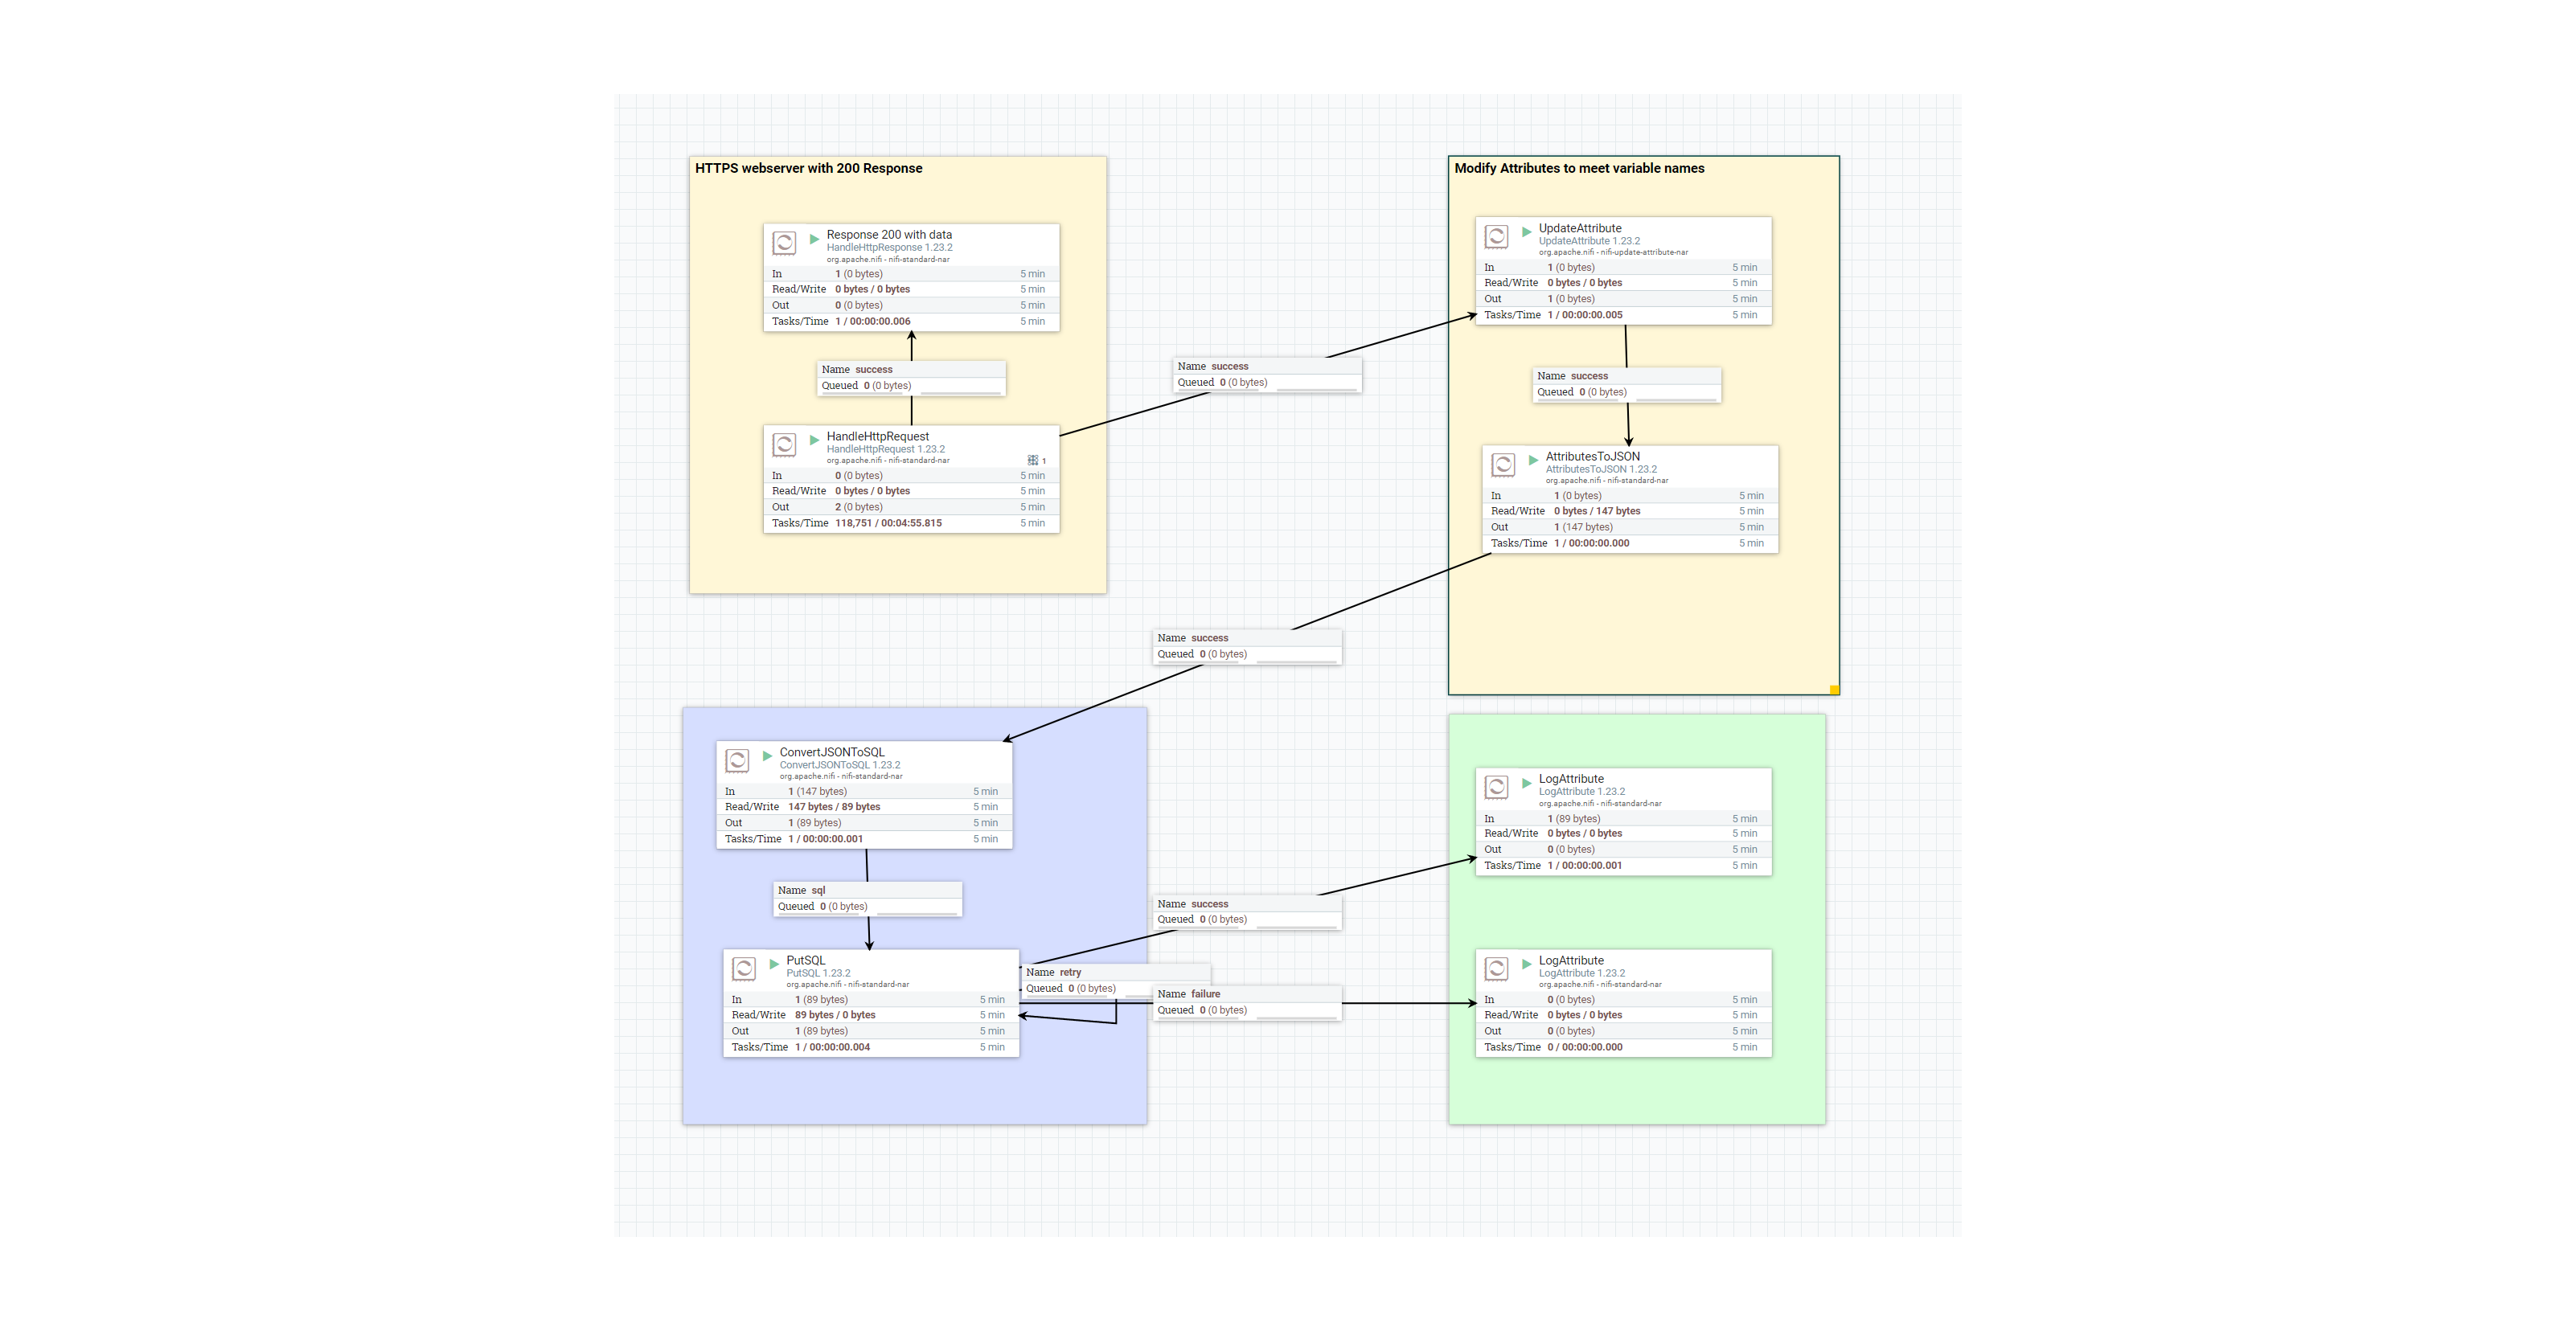 HTTPS webserver with 200 Response
Response 200 with data
HandleHttpResponse 1.23.2
org.apache.nifi - nifi-standard-nar
In 1 (0 bytes) 5 min
Read/Write 0 bytes / 0 bytes 5 min
Out 0 (0 bytes) 5 min
Tasks/Time 1 / 00:00:00.006 5 min
Name success
Queued 0 (0 bytes)
HandleHttpRequest
HandleHttpRequest 1.23.2
org.apache.nifi - nifi-standard-nar
1
In 0 (0 bytes) 5 min
Read/Write 0 bytes / 0 bytes 5 min
Out 2 (0 bytes) 5 min
Tasks/Time 118,751 / 00:04:55.815 5 min
Name success
Queued 0 (0 bytes)
Modify Attributes to meet variable names
UpdateAttribute
UpdateAttribute 1.23.2
org.apache.nifi - nifi-update-attribute-nar
In 1 (0 bytes) 5 min
Read/Write 0 bytes / 0 bytes 5 min
Out 1 (0 bytes) 5 min
Tasks/Time 1 / 00:00:00.005 5 min
Name success
Queued 0 (0 bytes)
AttributesToJSON
AttributesToJSON 1.23.2
org.apache.nifi - nifi-standard-nar
In 1 (0 bytes) 5 min
Read/Write 0 bytes / 147 bytes 5 min
Out 1 (147 bytes) 5 min
Tasks/Time 1 / 00:00:00.000 5 min
Name success
Queued 0 (0 bytes)
ConvertJSONToSQL
ConvertJSONToSQL 1.23.2
org.apache.nifi - nifi-standard-nar
In 1 (147 bytes) 5 min
Read/Write 147 bytes / 89 bytes 5 min
Out 1 (89 bytes) 5 min
Tasks/Time 1 / 00:00:00.001 5 min
Name sql
Queued 0 (0 bytes)
PutSQL
PutSQL 1.23.2
org.apache.nifi - nifi-standard-nar
In 1 (89 bytes) 5 min
Read/Write 89 bytes / 0 bytes 5 min
Out 1 (89 bytes) 5 min
Tasks/Time 1 / 00:00:00.004 5 min
Name success
Queued 0 (0 bytes)
Name retry
Queued 0 (0 bytes)
Name failure
Queued 0 (0 bytes)
LogAttribute
LogAttribute 1.23.2
org.apache.nifi - nifi-standard-nar
In 1 (89 bytes) 5 min
Read/Write 0 bytes / 0 bytes 5 min
Out 0 (0 bytes) 5 min
Tasks/Time 1 / 00:00:00.001 5 min
LogAttribute
LogAttribute 1.23.2
org.apache.nifi - nifi-standard-nar
In 0 (0 bytes) 5 min
Read/Write 0 bytes / 0 bytes 5 min
Out 0 (0 bytes) 5 min
Tasks/Time 0 / 00:00:00.000 5 min